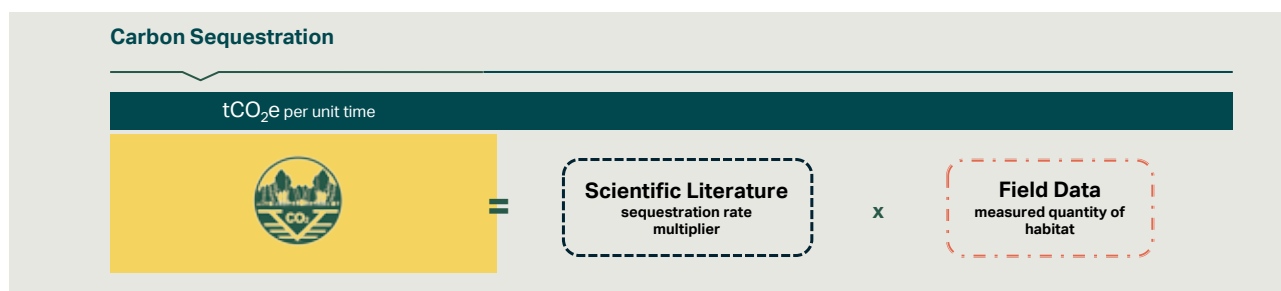 Carbon Sequestration
tCO₂e per unit time
CO₂
=
Scientific Literature
sequestration rate
multiplier
x
Field Data
measured quantity of
habitat